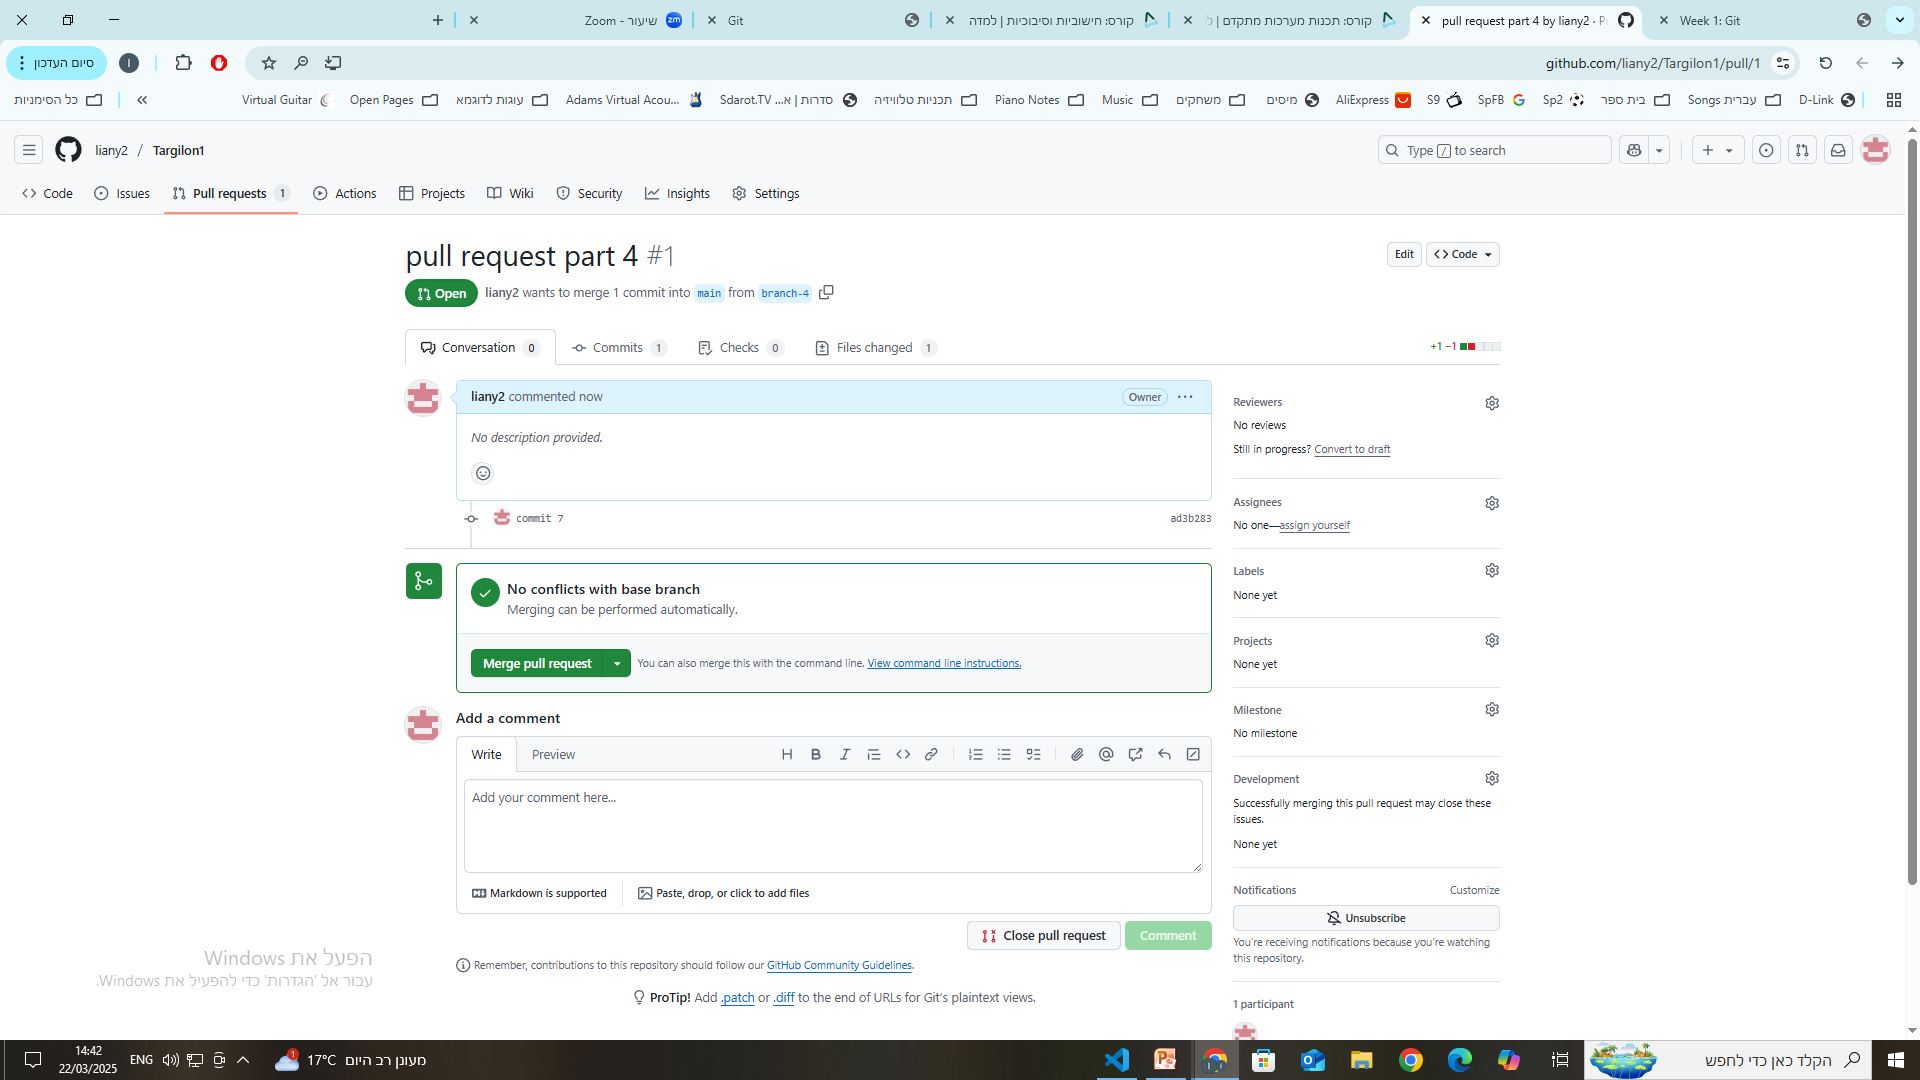 Zoom - שיעור
Git
קורס: חישוביות וסיבוכיות | למדה
קורס: תכנות מערכות מתקדם | ל
pull request part 4 by liany2 · Pu
Week 1: Git
סיום העדכון
I
github.com/liany2/Targilon1/pull/1
כל הסימניות
Virtual Guitar
Open Pages
עוגות לדוגמא
Adams Virtual Acou...
Sdarot.TV סדרות | א...
תכניות טלוויזיה
Piano Notes
Music
משחקים
מיסים
AliExpress
S9
SpFB
Sp2
בית ספר
Songs עברית
D-Link
liany2 / Targilon1
Type / to search
Code
Issues
Pull requests 1
Actions
Projects
Wiki
Security
Insights
Settings
pull request part 4 #1
Edit
Code
Open
liany2 wants to merge 1 commit into main from branch-4
Conversation 0
Commits 1
Checks 0
Files changed 1
+1 −1
liany2 commented now
Owner
No description provided.
commit 7
ad3b283
No conflicts with base branch
Merging can be performed automatically.
Merge pull request
You can also merge this with the command line. View command line instructions.
Add a comment
Write
Preview
Add your comment here...
Markdown is supported
Paste, drop, or click to add files
Close pull request
Comment
Remember, contributions to this repository should follow our GitHub Community Guidelines.
ProTip! Add .patch or .diff to the end of URLs for Git's plaintext views.
Reviewers
No reviews
Still in progress? Convert to draft
Assignees
No one—assign yourself
Labels
None yet
Projects
None yet
Milestone
No milestone
Development
Successfully merging this pull request may close these
issues.
None yet
Notifications
Customize
Unsubscribe
You're receiving notifications because you're watching
this repository.
1 participant
הפעל את Windows
עבור אל 'הגדרות' כדי להפעיל את Windows.
14:42
22/03/2025
ENG
1
17°C
מעונן רב היום
הקלד כאן כדי לחפש